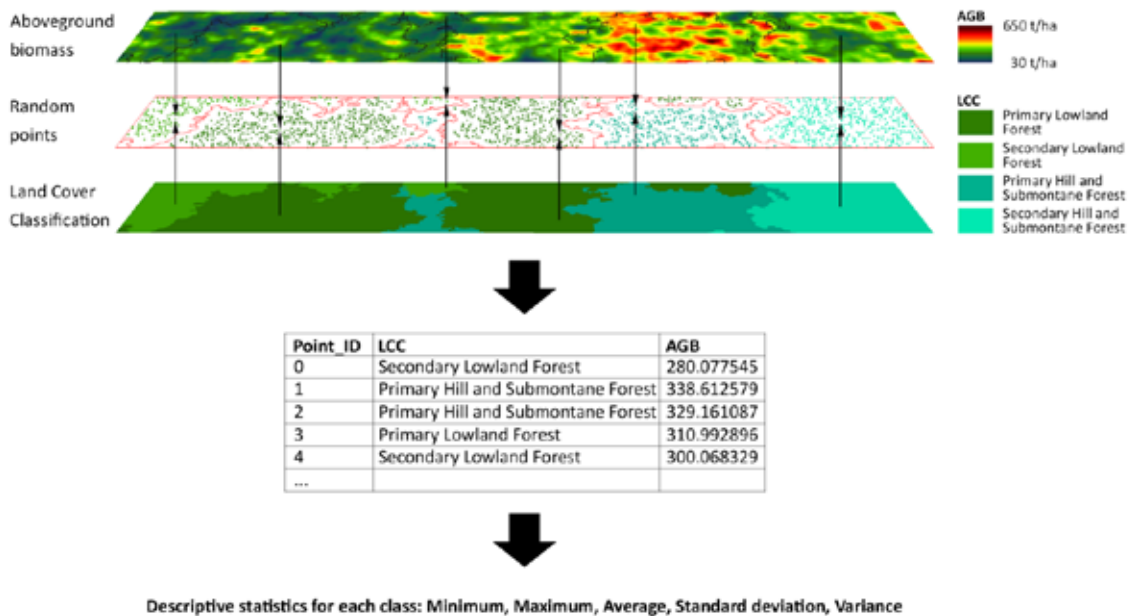 Aboveground
biomass
AGB
650 t/ha
30 t/ha
Random
points
LCC
Primary Lowland
Forest
Secondary Lowland
Forest
Primary Hill and
Submontane Forest
Secondary Hill and
Submontane Forest
Land Cover
Classification
Point_ID LCC AGB
0 Secondary Lowland Forest 280.077545
1 Primary Hill and Submontane Forest 338.612579
2 Primary Hill and Submontane Forest 329.161087
3 Primary Lowland Forest 310.992896
4 Secondary Lowland Forest 300.068329
...
Descriptive statistics for each class: Minimum, Maximum, Average, Standard deviation, Variance